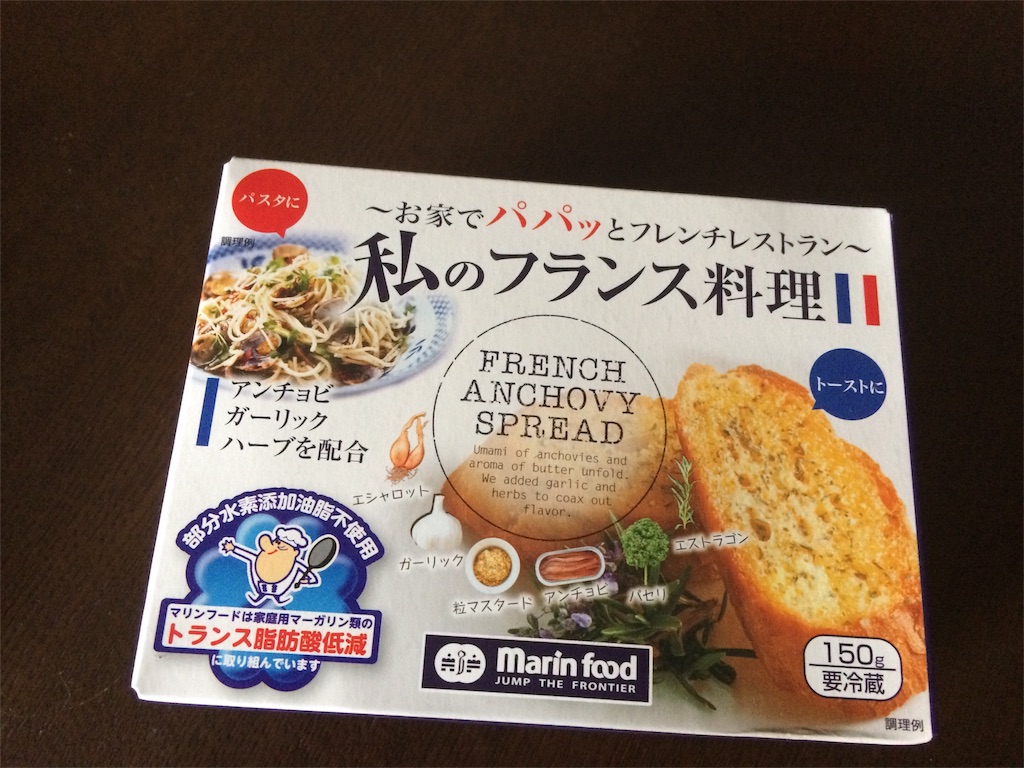 パスタに
調理例
～お家でパパッとフレンチレストラン～
私のフランス料理
トーストに
FRENCH
ANCHOVY
SPREAD
Umami of anchovies and
aroma of butter unfold.
We added garlic and
herbs to coax out
flavor.
アンチョビ
ガーリック
ハーブを配合
エシャロット
ガーリック
粒マスタード
アンチョビ
パセリ
エストラゴン
部分水素添加油脂不使用
マリンフードは家庭用マーガリン類の
トランス脂肪酸低減
に取り組んでいます
marin food
JUMP THE FRONTIER
150g
要冷蔵
調理例